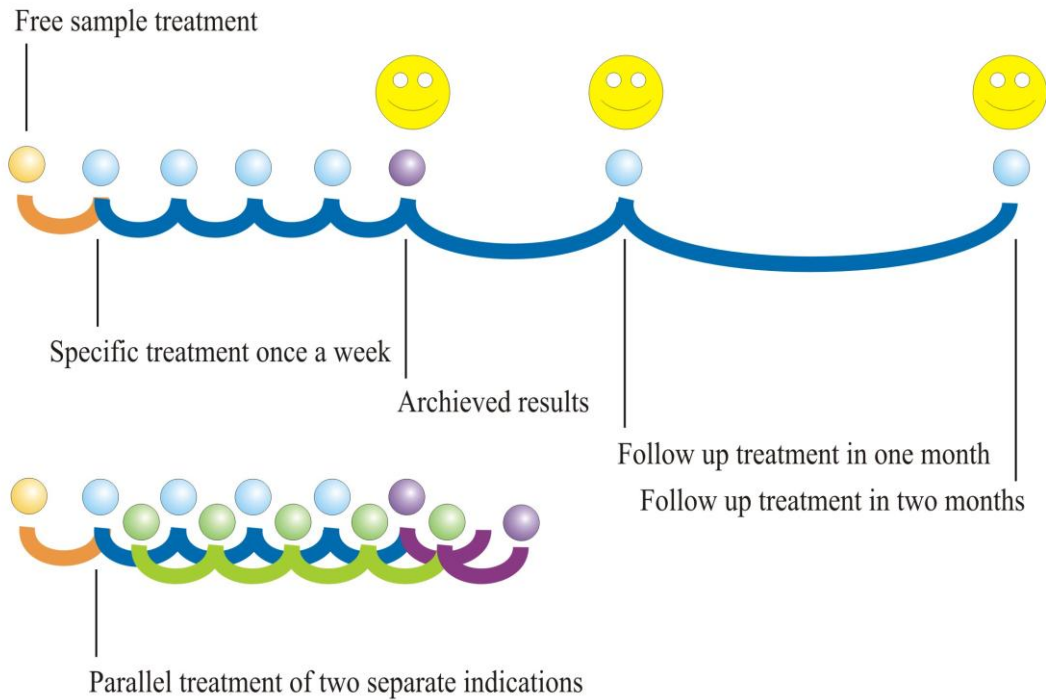 Free sample treatment
Specific treatment once a week
Archieved results
Follow up treatment in one month
Follow up treatment in two months
Parallel treatment of two separate indications